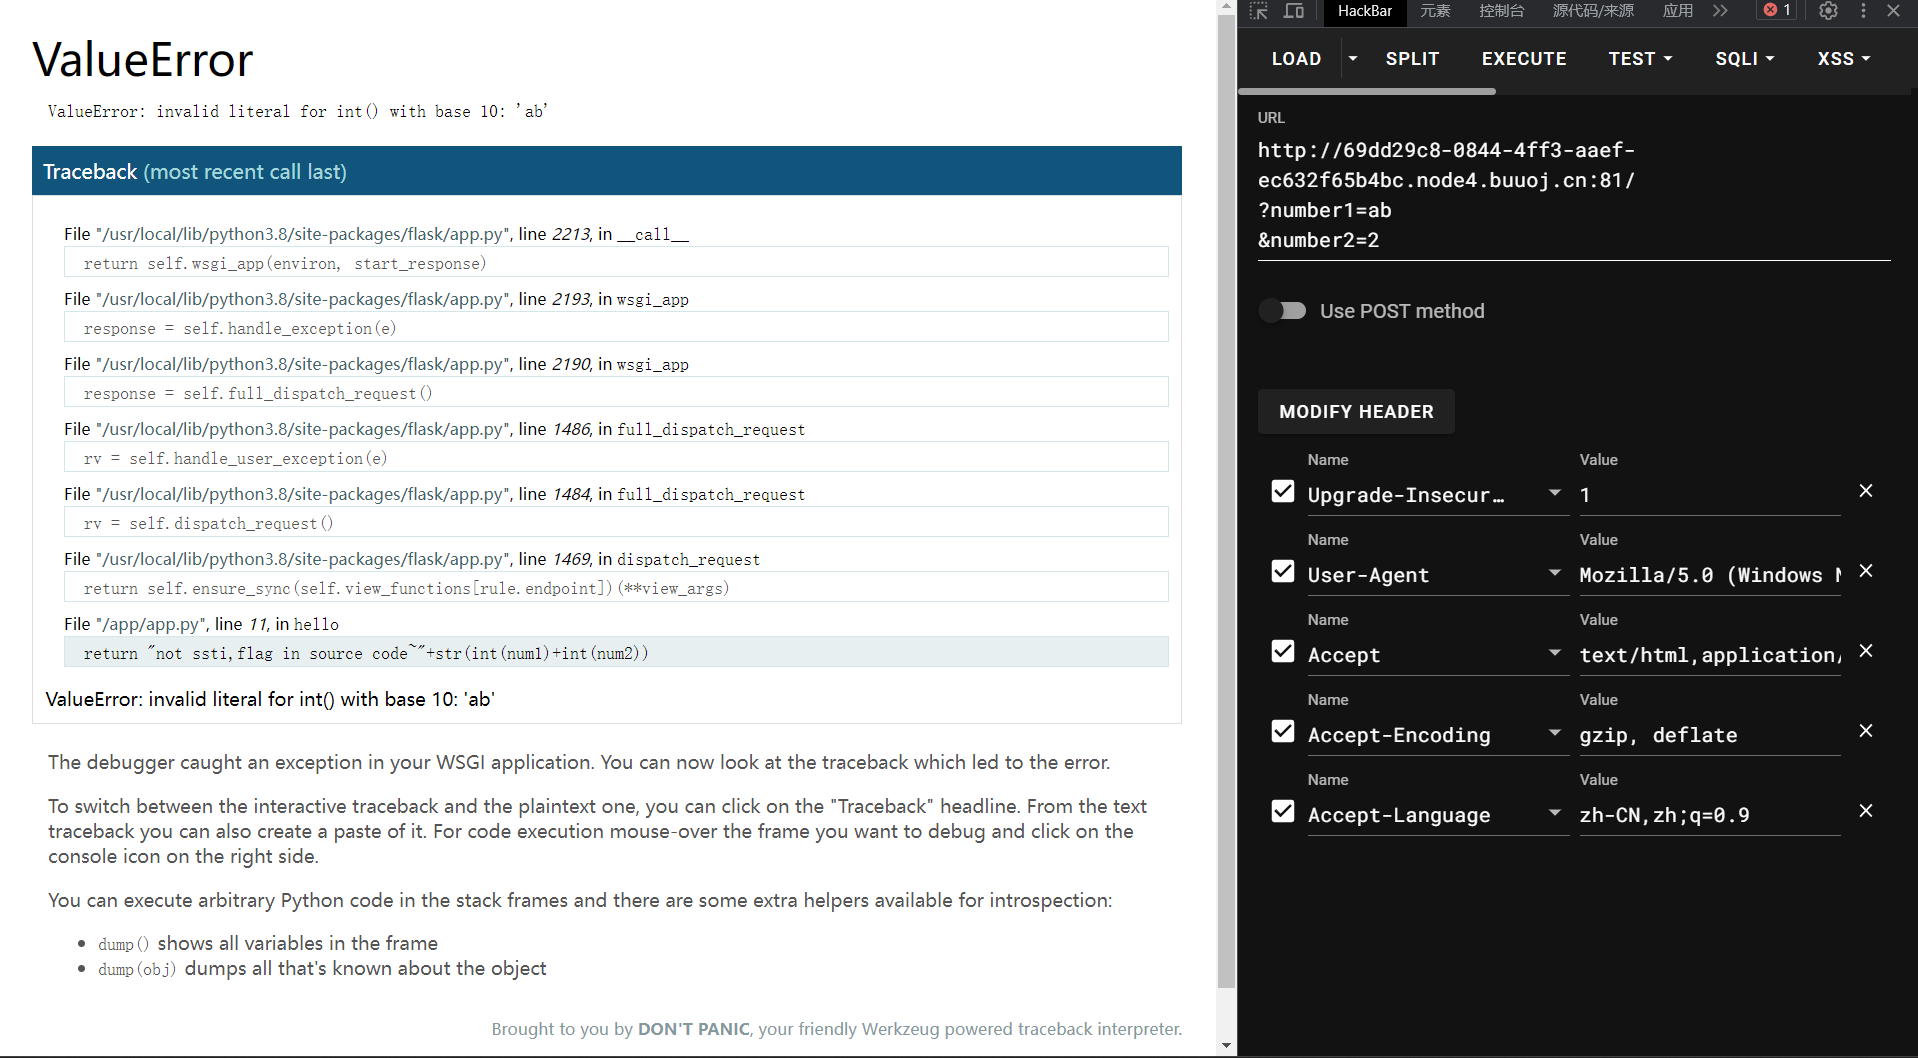 ValueError
ValueError: invalid literal for int() with base 10: 'ab'
Traceback (most recent call last)
File "/usr/local/lib/python3.8/site-packages/flask/app.py", line 2213, in __call__
return self.wsgi_app(environ, start_response)
File "/usr/local/lib/python3.8/site-packages/flask/app.py", line 2193, in wsgi_app
response = self.handle_exception(e)
File "/usr/local/lib/python3.8/site-packages/flask/app.py", line 2190, in wsgi_app
response = self.full_dispatch_request()
File "/usr/local/lib/python3.8/site-packages/flask/app.py", line 1486, in full_dispatch_request
rv = self.handle_user_exception(e)
File "/usr/local/lib/python3.8/site-packages/flask/app.py", line 1484, in full_dispatch_request
rv = self.dispatch_request()
File "/usr/local/lib/python3.8/site-packages/flask/app.py", line 1469, in dispatch_request
return self.ensure_sync(self.view_functions[rule.endpoint])(**view_args)
File "/app/app.py", line 11, in hello
return "not ssti,flag in source code~"+str(int(num1)+int(num2))
ValueError: invalid literal for int() with base 10: 'ab'
The debugger caught an exception in your WSGI application. You can now look at the traceback which led to the error.
To switch between the interactive traceback and the plaintext one, you can click on the "Traceback" headline. From the text
traceback you can also create a paste of it. For code execution mouse-over the frame you want to debug and click on the
console icon on the right side.
You can execute arbitrary Python code in the stack frames and there are some extra helpers available for introspection:
• dump() shows all variables in the frame
• dump(obj) dumps all that's known about the object
Brought to you by DON'T PANIC, your friendly Werkzeug powered traceback interpreter.
HackBar 元素 控制台 源代码/来源 应用 1
LOAD SPLIT EXECUTE TEST SQLI XSS
URL
http://69dd29c8-0844-4ff3-aaef-
ec632f65b4bc.node4.buuoj.cn:81/
?number1=ab
&number2=2
Use POST method
MODIFY HEADER
Name Value
Upgrade-Insecur… 1
Name Value
User-Agent Mozilla/5.0 (Windows N
Name Value
Accept text/html,application/
Name Value
Accept-Encoding gzip, deflate
Name Value
Accept-Language zh-CN,zh;q=0.9